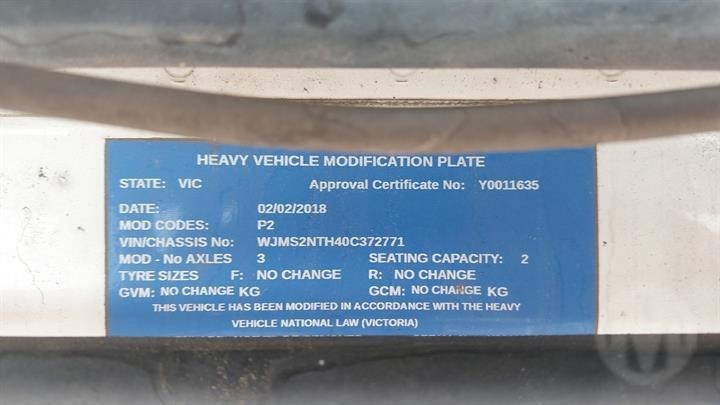 HEAVY VEHICLE MODIFICATION PLATE
STATE: VIC Approval Certificate No: Y0011635
DATE: 02/02/2018
MOD CODES: P2
VIN/CHASSIS No: WJMS2NTH40C372771
MOD - No AXLES 3 SEATING CAPACITY: 2
TYRE SIZES F: NO CHANGE R: NO CHANGE
GVM: NO CHANGE KG GCM: NO CHANGE KG
THIS VEHICLE HAS BEEN MODIFIED IN ACCORDANCE WITH THE HEAVY
VEHICLE NATIONAL LAW (VICTORIA)